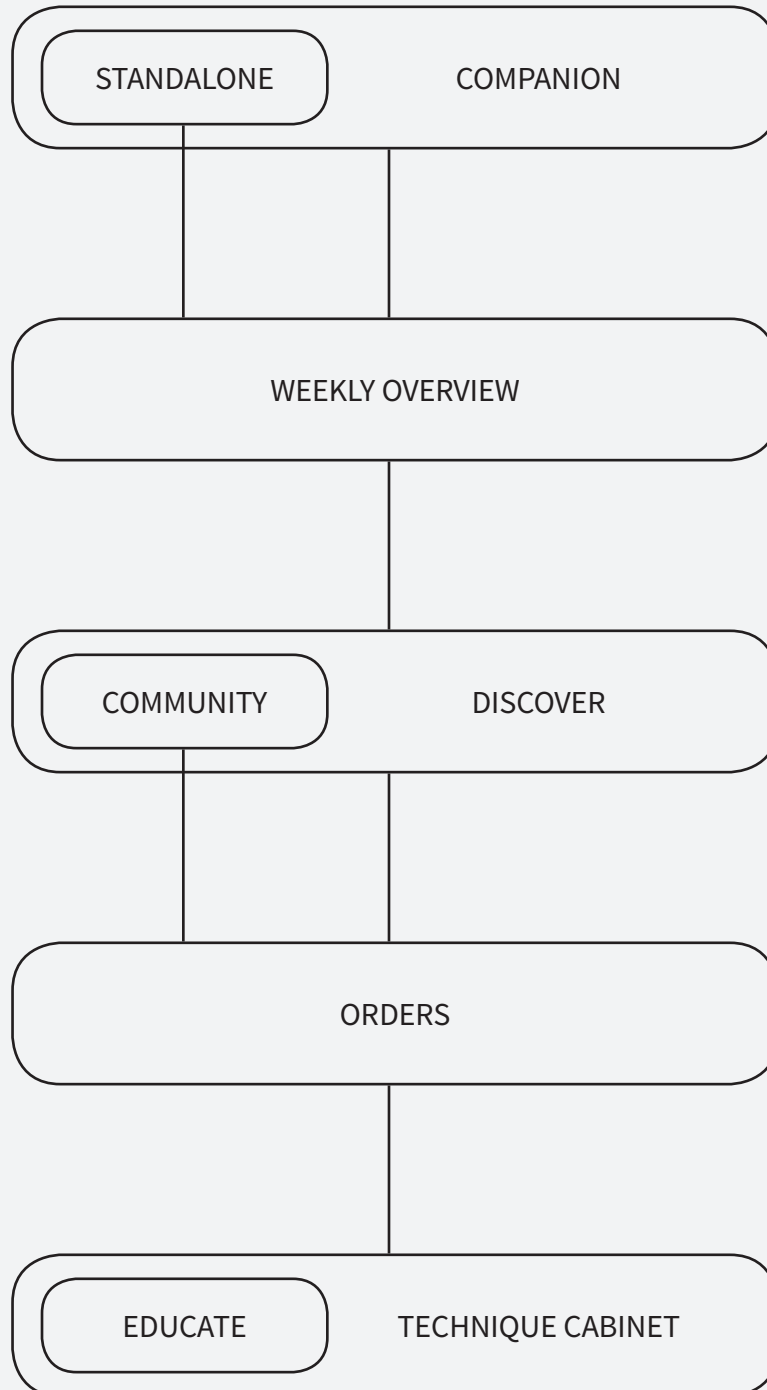 STANDALONE COMPANION
WEEKLY OVERVIEW
COMMUNITY DISCOVER
ORDERS
EDUCATE TECHNIQUE CABINET